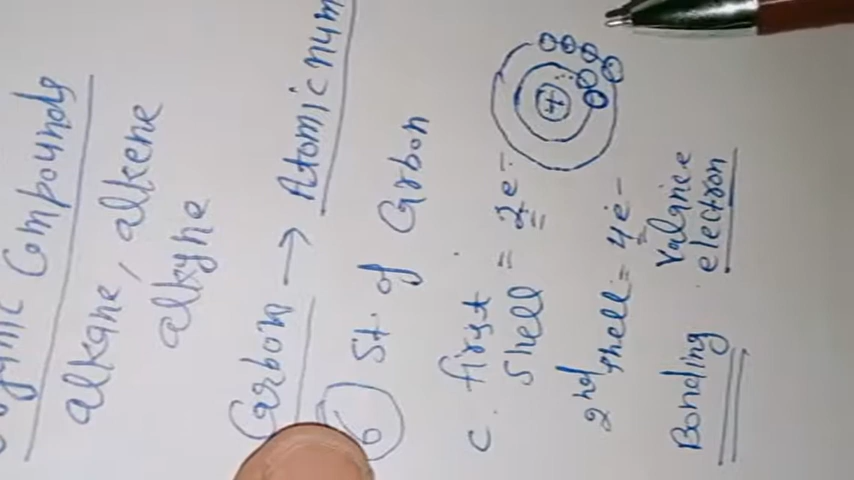 Compounds
alkane, alkene
alkyne
Carbon → Atomic num
6 St. of Carbon
+
C. first shell = 2e-
2nd shell = 4e-
Bonding valance electron